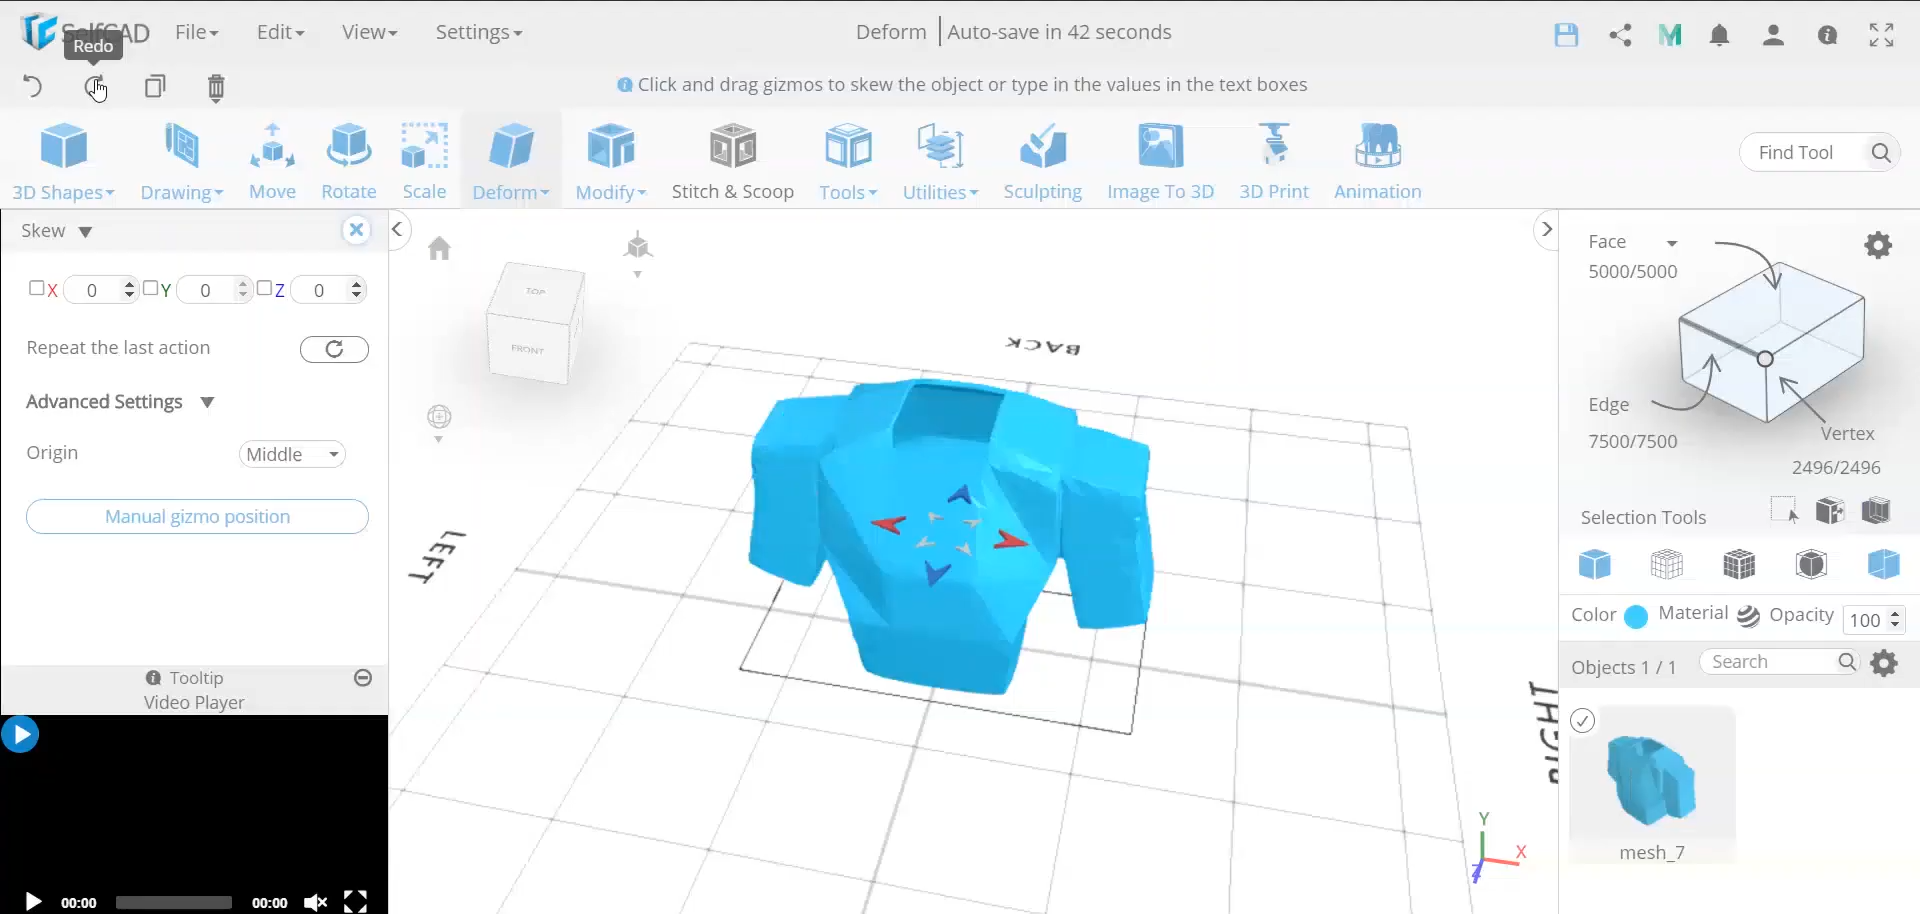 SelfCAD
File
Edit
View
Settings
Deform
Auto-save in 42 seconds
Redo
Click and drag gizmos to skew the object or type in the values in the text boxes
3D Shapes
Drawing
Move
Rotate
Scale
Deform
Modify
Stitch & Scoop
Tools
Utilities
Sculpting
Image To 3D
3D Print
Animation
Find Tool
Skew
X 0 Y 0 Z 0
Repeat the last action
Advanced Settings
Origin Middle
Manual gizmo position
Tooltip
Video Player
00:00 00:00
TOP
FRONT
BACK
LEFT
RIGHT
Y
X
Z
Face
5000/5000
Edge
7500/7500
Vertex
2496/2496
Selection Tools
Color Material Opacity 100
Objects 1 / 1 Search
mesh_7